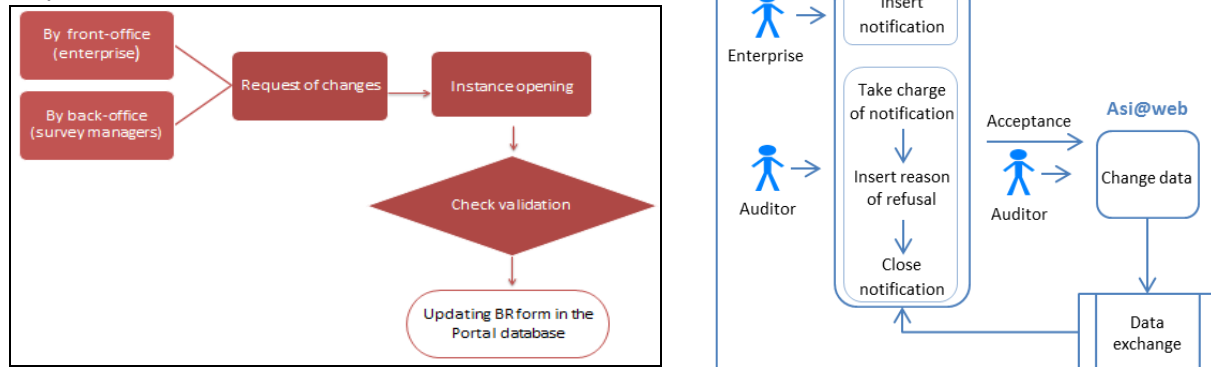 By front-office
(enterprise)
By back-office
(survey managers)
Request of changes
Instance opening
Check validation
Updating BR form in the
Portal database
Insert
notification
Enterprise
Take charge
of notification
Insert reason
of refusal
Close
notification
Auditor
Acceptance
Auditor
Asi@web
Change data
Data
exchange